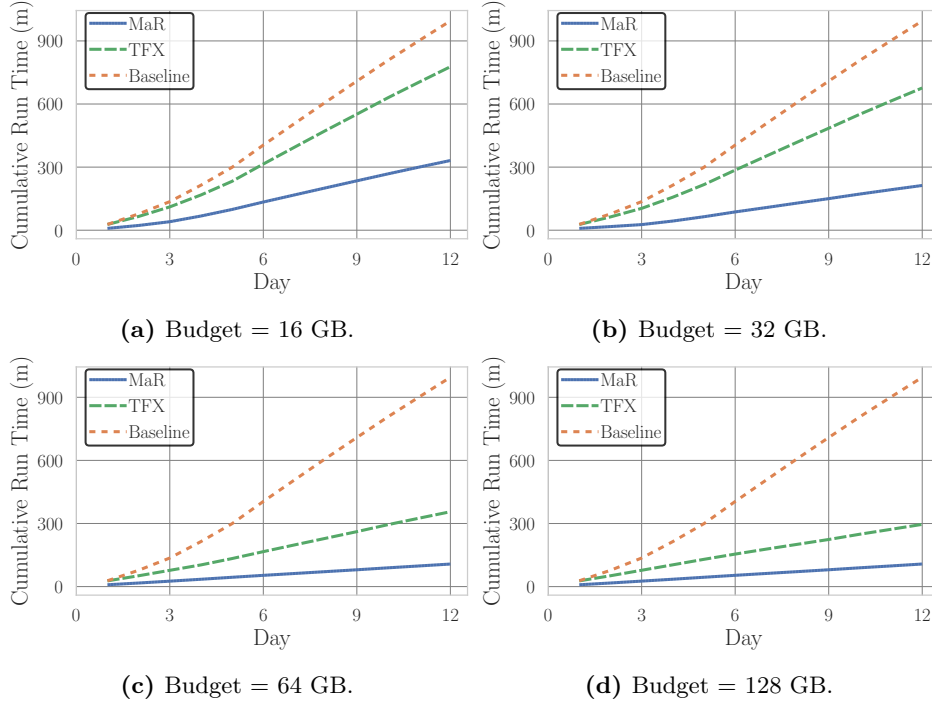 Cumulative Run Time (m)
900
600
300
0
MaR
TFX
Baseline
0 3 6 9 12
Day
(a) Budget = 16 GB.
Cumulative Run Time (m)
900
600
300
0
MaR
TFX
Baseline
0 3 6 9 12
Day
(b) Budget = 32 GB.
Cumulative Run Time (m)
900
600
300
0
MaR
TFX
Baseline
0 3 6 9 12
Day
(c) Budget = 64 GB.
Cumulative Run Time (m)
900
600
300
0
MaR
TFX
Baseline
0 3 6 9 12
Day
(d) Budget = 128 GB.